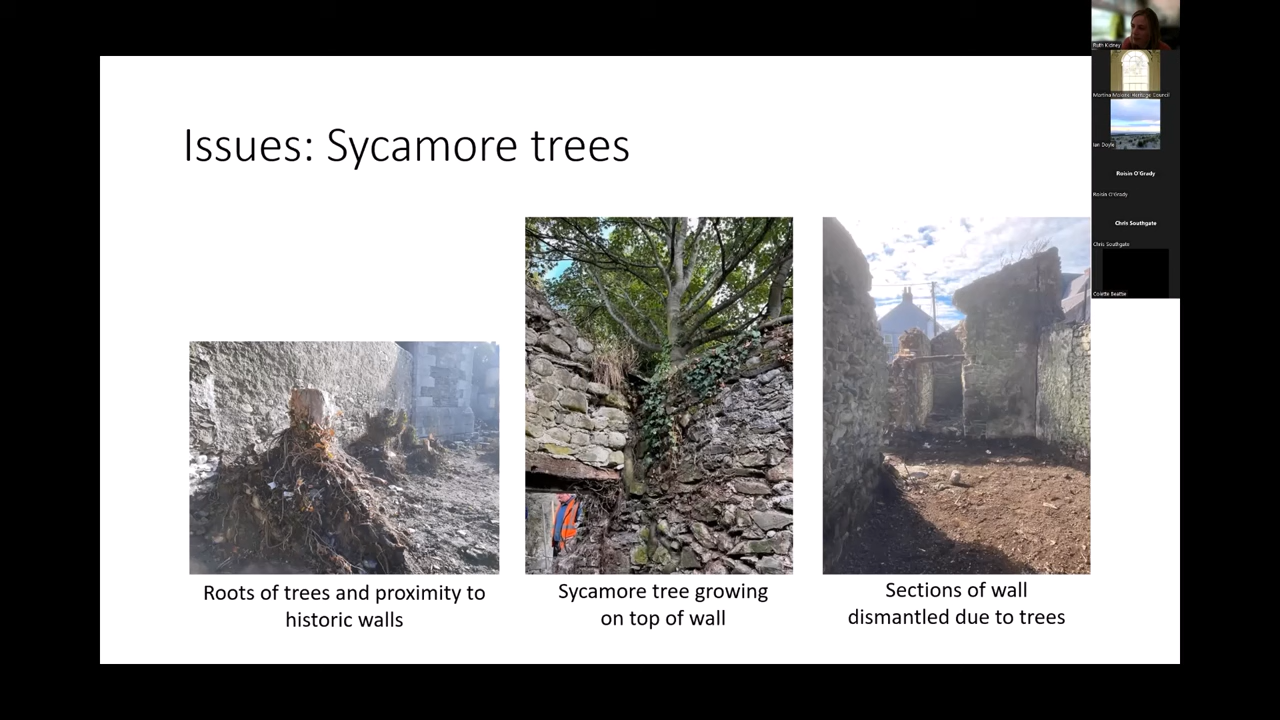 Issues: Sycamore trees
Roots of trees and proximity to
historic walls
Sycamore tree growing
on top of wall
Sections of wall
dismantled due to trees
Ruth Kidney
Heritage Council
Ian Doyle
Roisin O'Grady
Roisin O'Grady
Chris Southgate
Chris Southgate
Colette Beattie